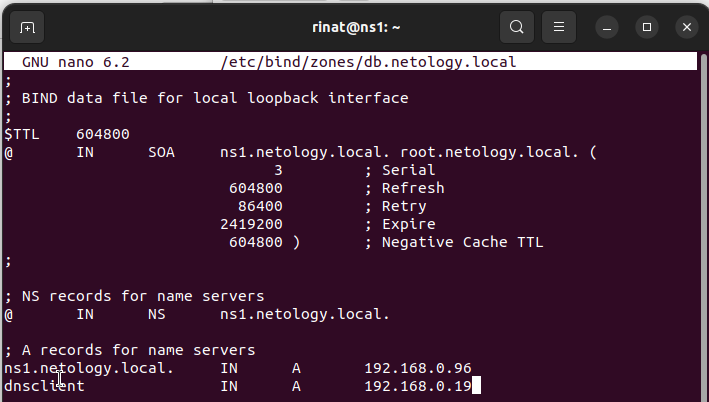 rinat@ns1: ~
GNU nano 6.2 /etc/bind/zones/db.netology.local
;
; BIND data file for local loopback interface
;
$TTL 604800
@ IN SOA ns1.netology.local. root.netology.local. (
3 ; Serial
604800 ; Refresh
86400 ; Retry
2419200 ; Expire
604800 ) ; Negative Cache TTL
;
; NS records for name servers
@ IN NS ns1.netology.local.
; A records for name servers
ns1.netology.local. IN A 192.168.0.96
dnsclient IN A 192.168.0.19